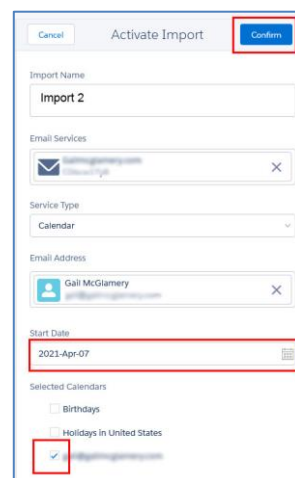 Cancel Activate Import Confirm
Import Name
Import 2
Email Services
Service Type
Calendar
Email Address
Gail McGlamery
Start Date
2021-Apr-07
Selected Calendars
Birthdays
Holidays in United States